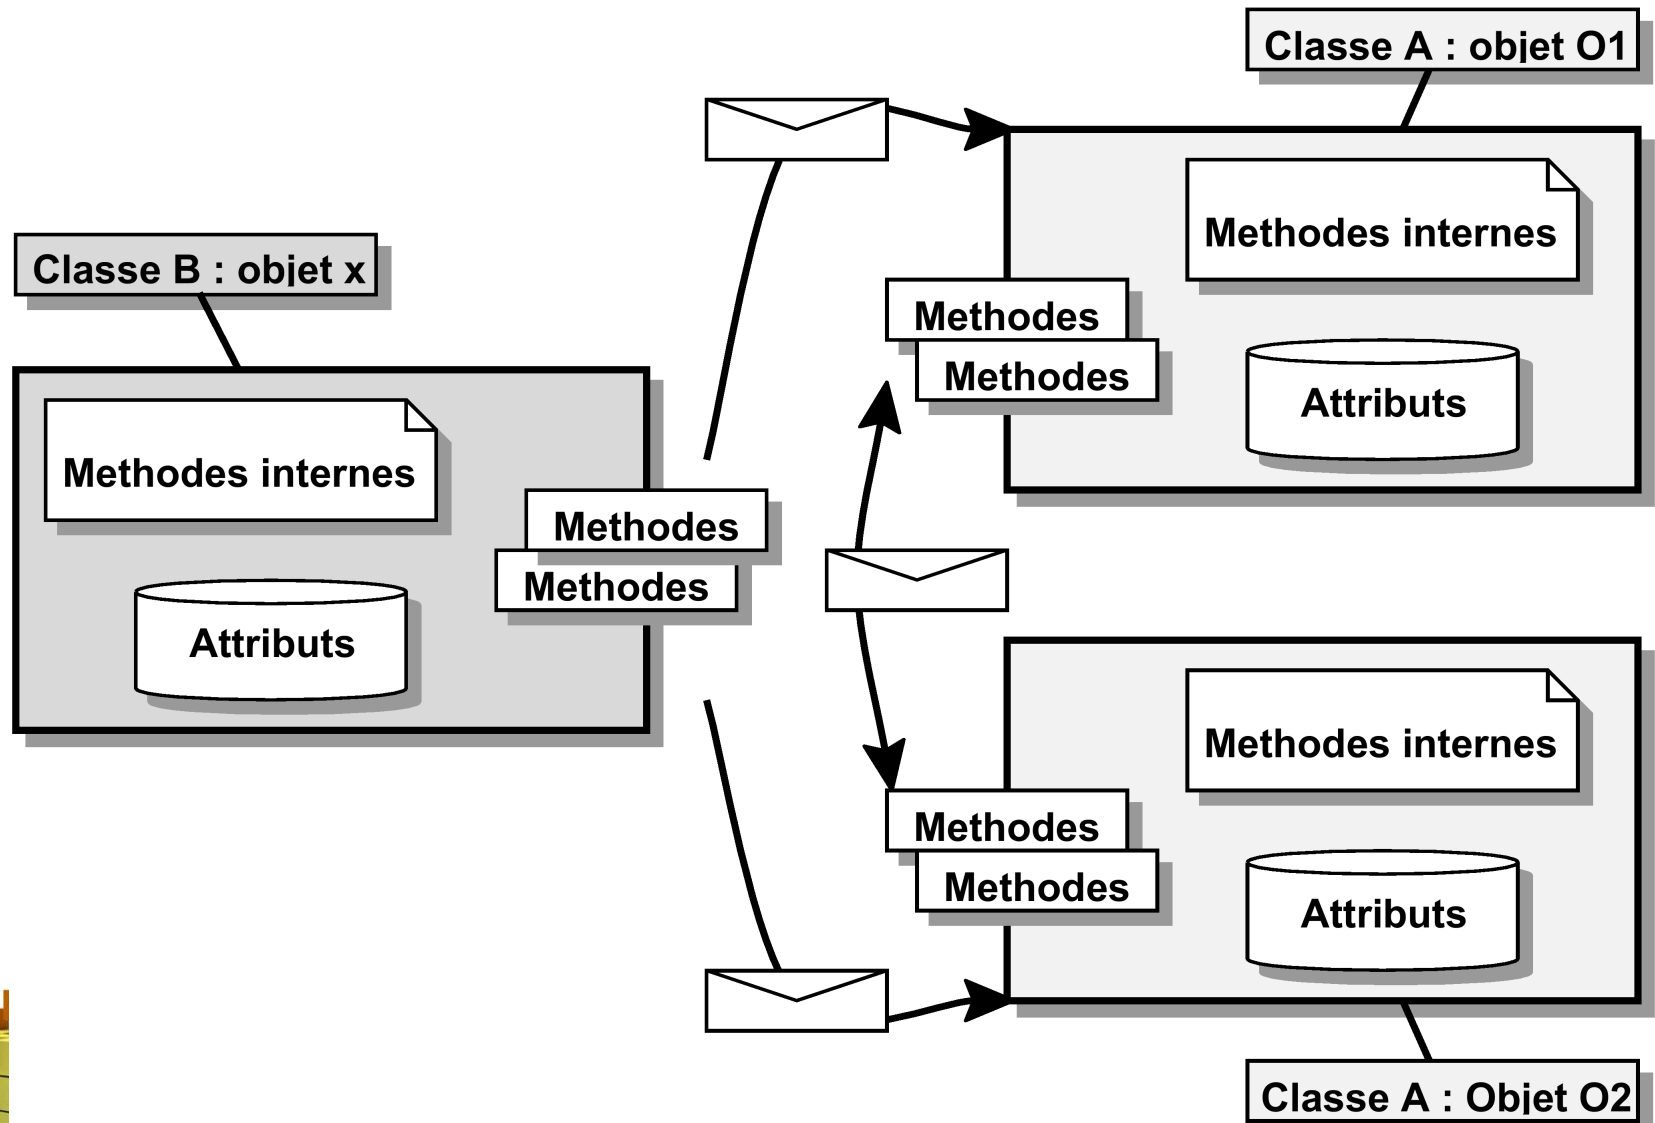 Classe A : objet O1
Methodes internes
Methodes
Methodes
Attributs
Classe B : objet x
Methodes internes
Methodes
Methodes
Attributs
Methodes internes
Methodes
Methodes
Attributs
Classe A : Objet O2